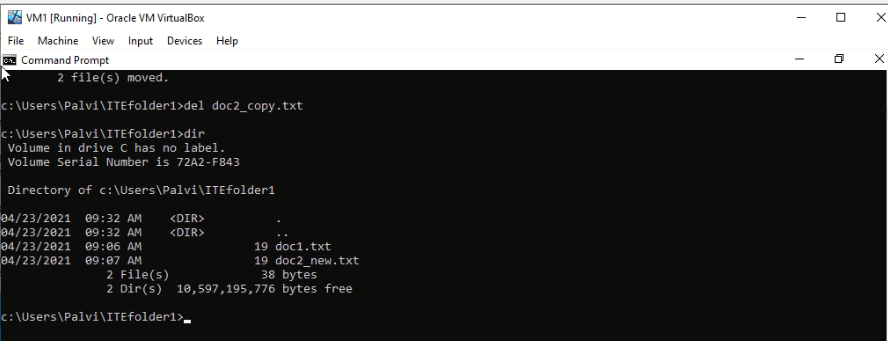 VM1 [Running] - Oracle VM VirtualBox
File Machine View Input Devices Help
Command Prompt
        2 file(s) moved.
c:\Users\Palvi\ITEfolder1>del doc2_copy.txt
c:\Users\Palvi\ITEfolder1>dir
 Volume in drive C has no label.
 Volume Serial Number is 72A2-F843
 Directory of c:\Users\Palvi\ITEfolder1
04/23/2021  09:32 AM    <DIR>          .
04/23/2021  09:32 AM    <DIR>          ..
04/23/2021  09:06 AM                19 doc1.txt
04/23/2021  09:07 AM                19 doc2_new.txt
               2 File(s)             38 bytes
               2 Dir(s)  10,597,195,776 bytes free
c:\Users\Palvi\ITEfolder1>